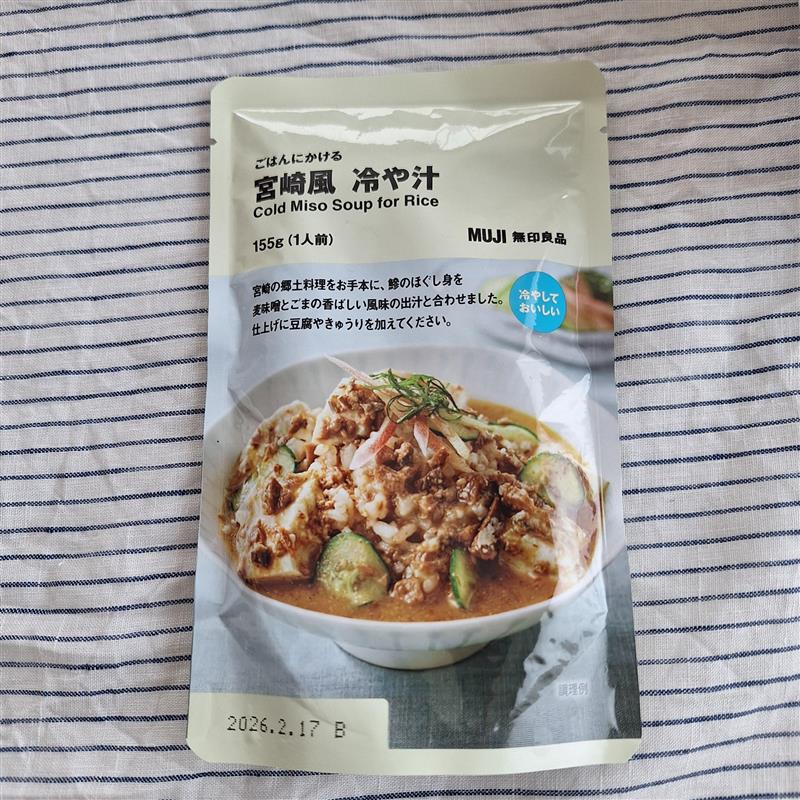 ごはんにかける
宮崎風 冷や汁
Cold Miso Soup for Rice
155g(1人前)
MUJI 無印良品
宮崎の郷土料理をお手本に、鯵のほぐし身を
麦味噌とごまの香ばしい風味の出汁と合わせました。
仕上げに豆腐やきゅうりを加えてください。
冷やして
おいしい
調理例
2026.2.17 B